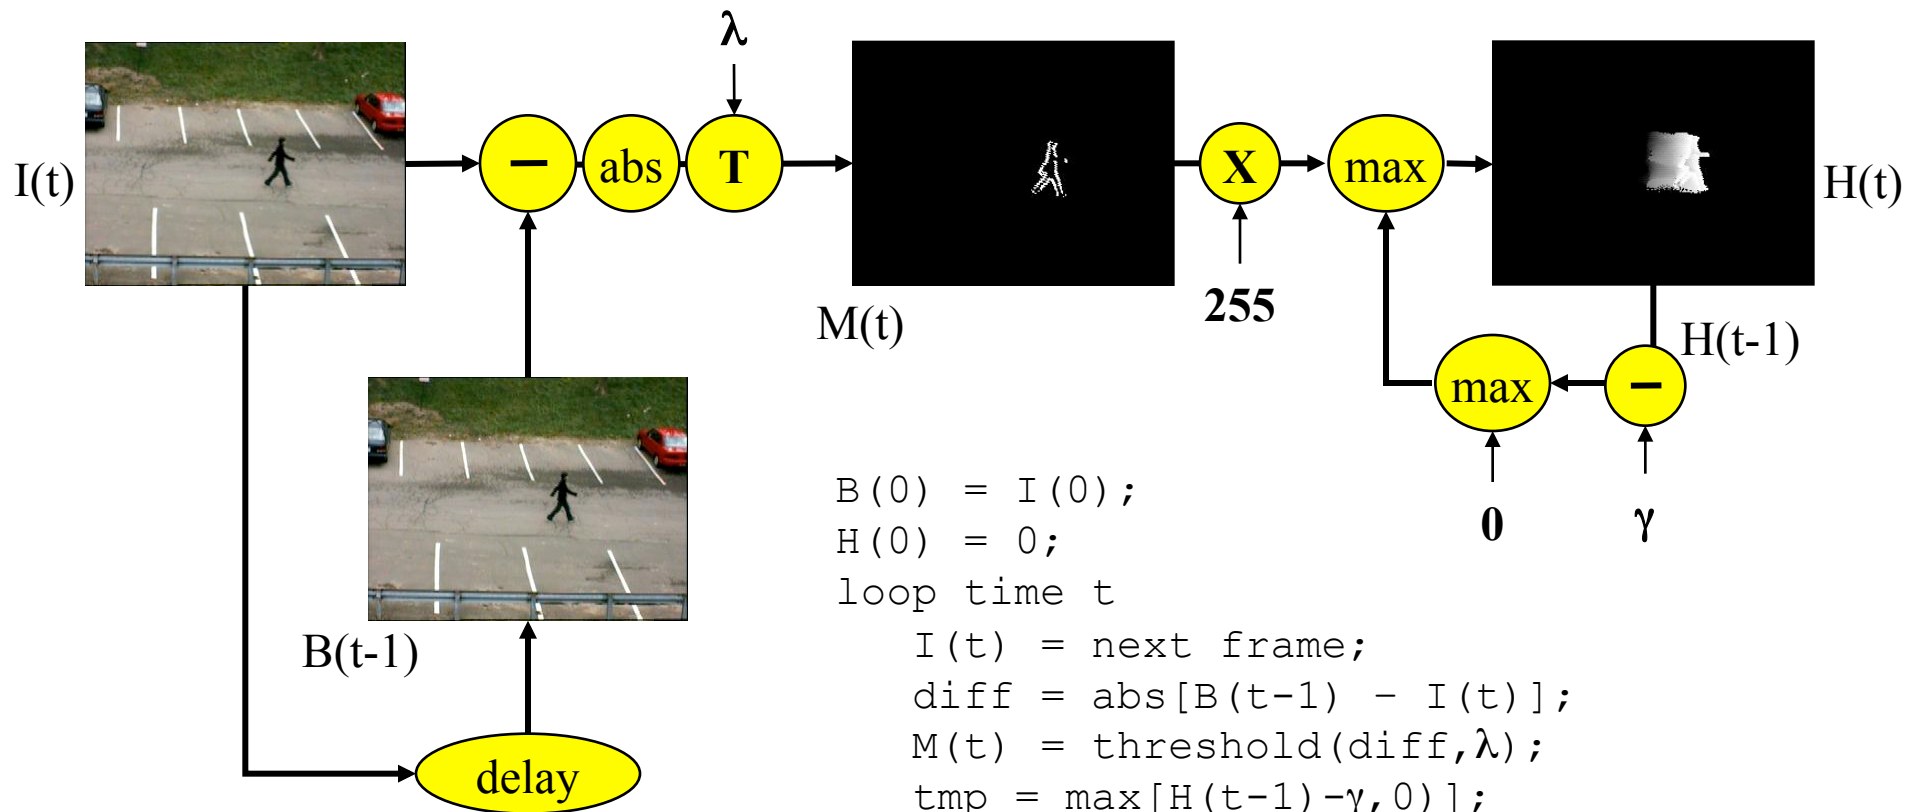 λ
I(t)
−
abs
T
M(t)
X
255
max
H(t)
H(t-1)
max
−
0
γ
B(t-1)
delay
B(0) = I(0);
H(0) = 0;
loop time t
I(t) = next frame;
diff = abs[B(t-1) – I(t)];
M(t) = threshold(diff,λ);
tmp = max[H(t-1)-γ,0)];